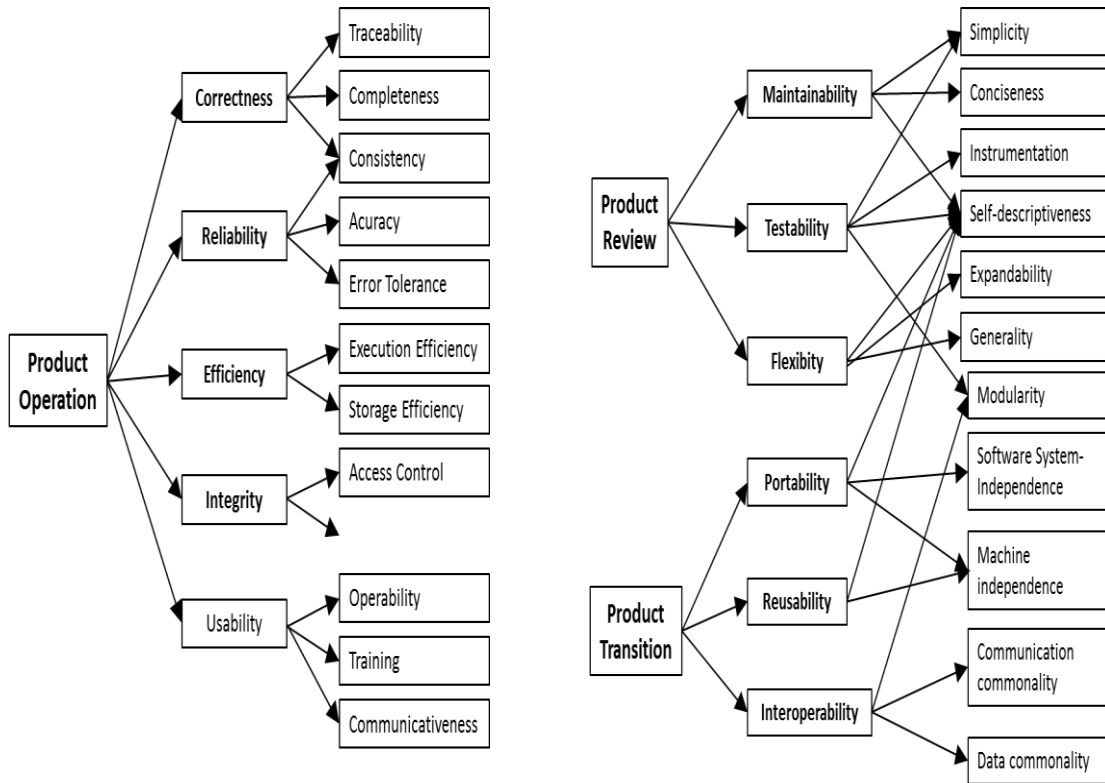 Product
Operation
Correctness
Reliability
Efficiency
Integrity
Usability
Traceability
Completeness
Consistency
Acuracy
Error Tolerance
Execution Efficiency
Storage Efficiency
Access Control
Operability
Training
Communicativeness
Product
Review
Maintainability
Testability
Flexibity
Product
Transition
Portability
Reusability
Interoperability
Simplicity
Conciseness
Instrumentation
Self-descriptiveness
Expandability
Generality
Modularity
Software System-
Independence
Machine
independence
Communication
commonality
Data commonality